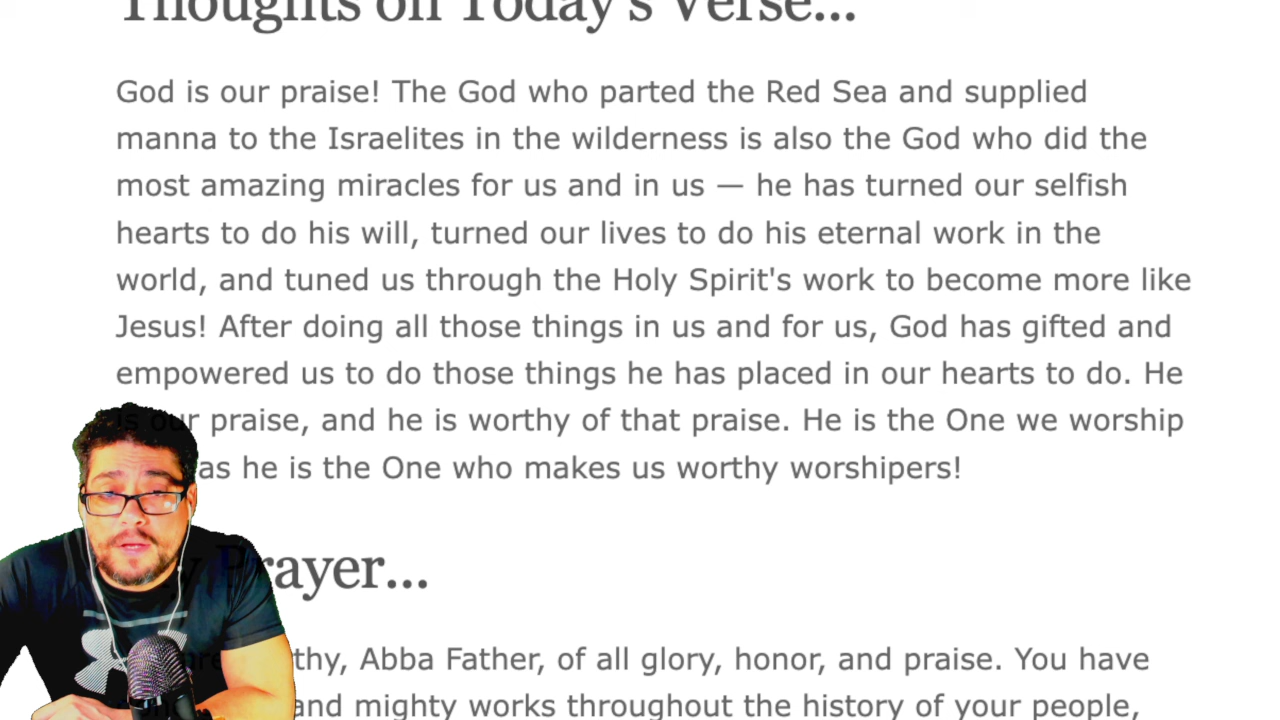 Thoughts on Today's Verse...
God is our praise! The God who parted the Red Sea and supplied
manna to the Israelites in the wilderness is also the God who did the
most amazing miracles for us and in us — he has turned our selfish
hearts to do his will, turned our lives to do his eternal work in the
world, and tuned us through the Holy Spirit's work to become more like
Jesus! After doing all those things in us and for us, God has gifted and
empowered us to do those things he has placed in our hearts to do. He
is our praise, and he is worthy of that praise. He is the One we worship
as he is the One who makes us worthy worshipers!
Prayer...
Abba Father, of all glory, honor, and praise. You have
and mighty works throughout the history of your people,